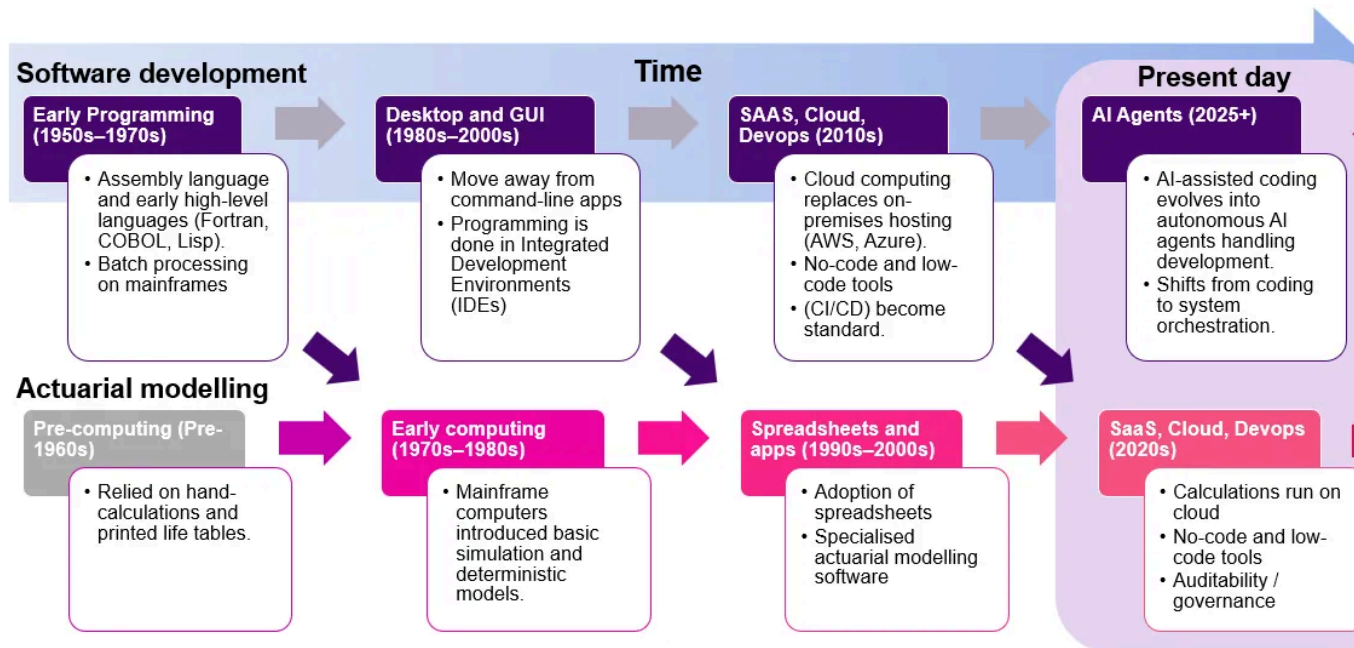 Software development
Time
Present day
Early Programming
(1950s–1970s)
• Assembly language
and early high-level
languages (Fortran,
COBOL, Lisp).
• Batch processing
on mainframes
Desktop and GUI
(1980s–2000s)
• Move away from
command-line apps
• Programming is
done in Integrated
Development
Environments
(IDEs)
SAAS, Cloud,
Devops (2010s)
• Cloud computing
replaces on-
premises hosting
(AWS, Azure).
• No-code and low-
code tools
• (CI/CD) become
standard.
AI Agents (2025+)
• AI-assisted coding
evolves into
autonomous AI
agents handling
development.
• Shifts from coding
to system
orchestration.
Actuarial modelling
Pre-computing (Pre-
1960s)
• Relied on hand-
calculations and
printed life tables.
Early computing
(1970s–1980s)
• Mainframe
computers
introduced basic
simulation and
deterministic
models.
Spreadsheets and
apps (1990s–2000s)
• Adoption of
spreadsheets
• Specialised
actuarial modelling
software
SaaS, Cloud, Devops
(2020s)
• Calculations run on
cloud
• No-code and low-
code tools
• Auditability /
governance